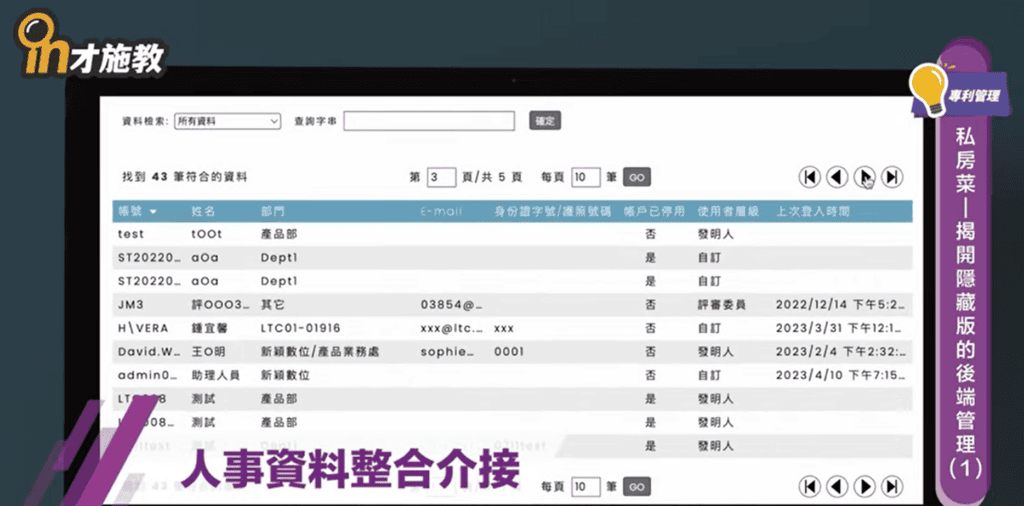 in才施教
專利管理
私房菜—揭開隱藏版的後端管理(1)
資料檢索: 所有資料 查詢字串 確定
找到 43 筆符合的資料 第 3 頁/共 5 頁 每頁 10 筆 GO
帳號 姓名 部門 E-mail 身份證字號/護照號碼 帳戶已停用 使用者層級 上次登入時間
test tOOt 產品部 否 發明人
ST20220... aOa Dept1 是 自訂
ST20220... aOa Dept1 是 自訂
JM3 評OOO3... 其它 03854@... 否 評審委員 2022/12/14 下午5:2...
H\VERA 鍾宜馨 LTC01-01916 xxx@ltc.... xxx 否 自訂 2023/3/31 下午12:1...
David.W... 王O明 新穎數位/產品業務處 sophie... 0001 否 發明人 2023/2/4 下午2:32:...
admin0... 助理人員 新穎數位 否 自訂 2023/4/10 下午7:15...
測試 產品部 是 發明人
測試 產品部 是 發明人
測試 Dept1 0711test 是 發明人
人事資料整合介接
每頁 10 筆 GO